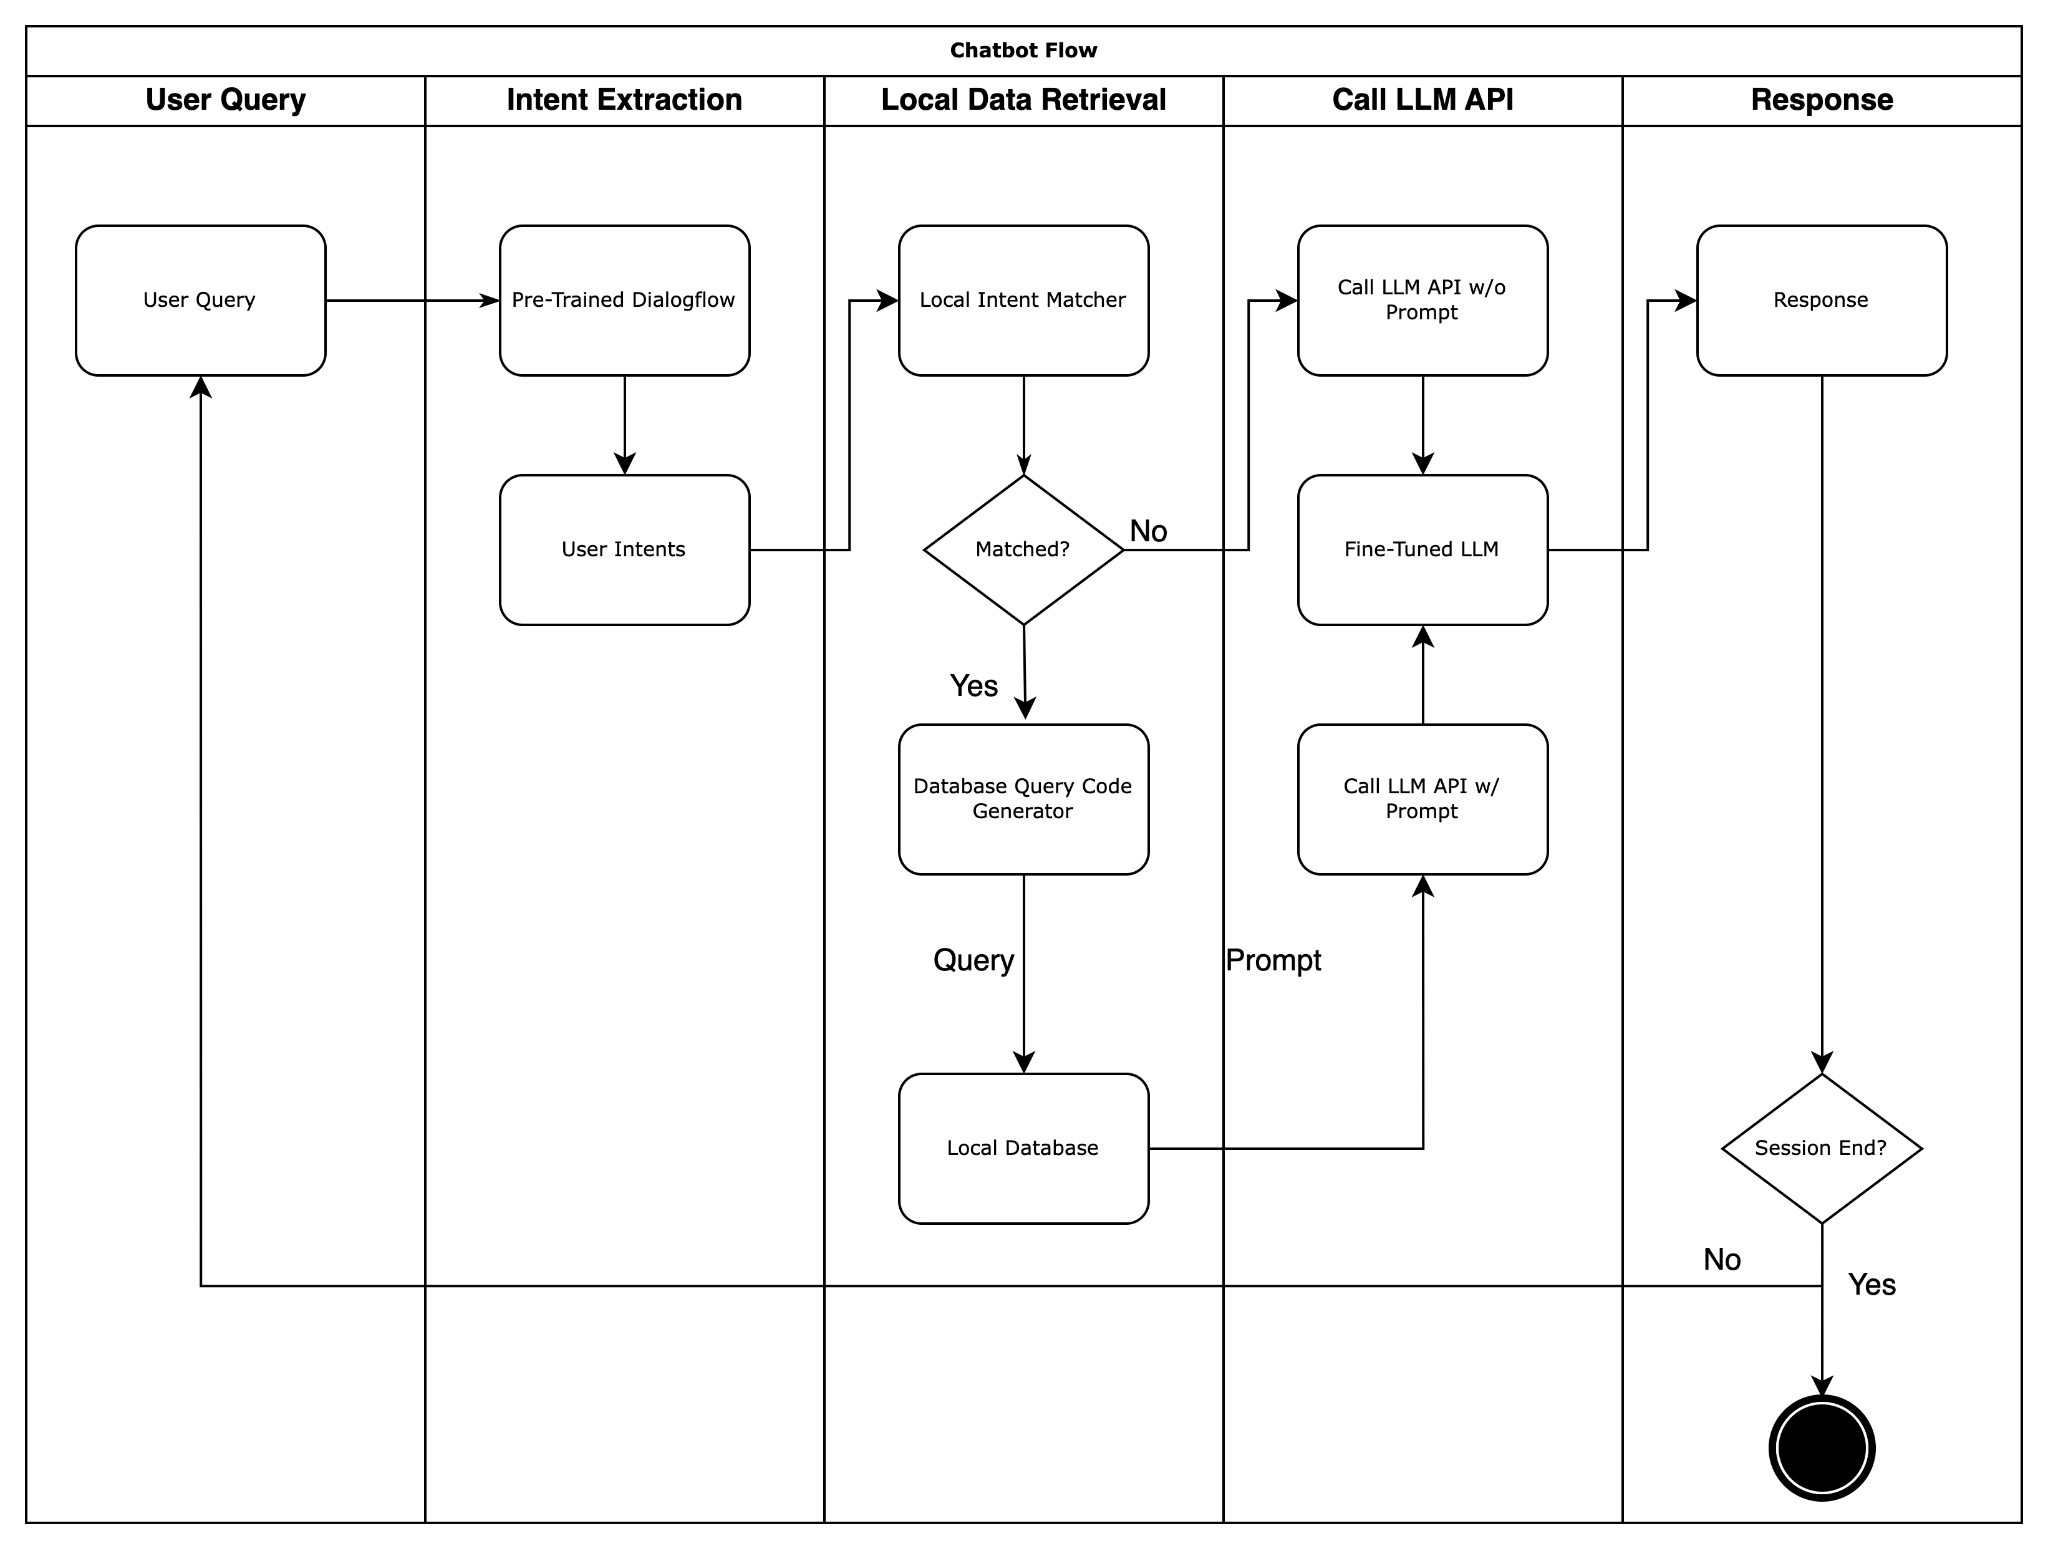 Chatbot Flow
User Query
Intent Extraction
Local Data Retrieval
Call LLM API
Response
User Query
Pre-Trained Dialogflow
Local Intent Matcher
Call LLM API w/o
Prompt
Response
User Intents
Matched?
No
Fine-Tuned LLM
Yes
Database Query Code
Generator
Call LLM API w/
Prompt
Query
Prompt
Local Database
Session End?
No
Yes